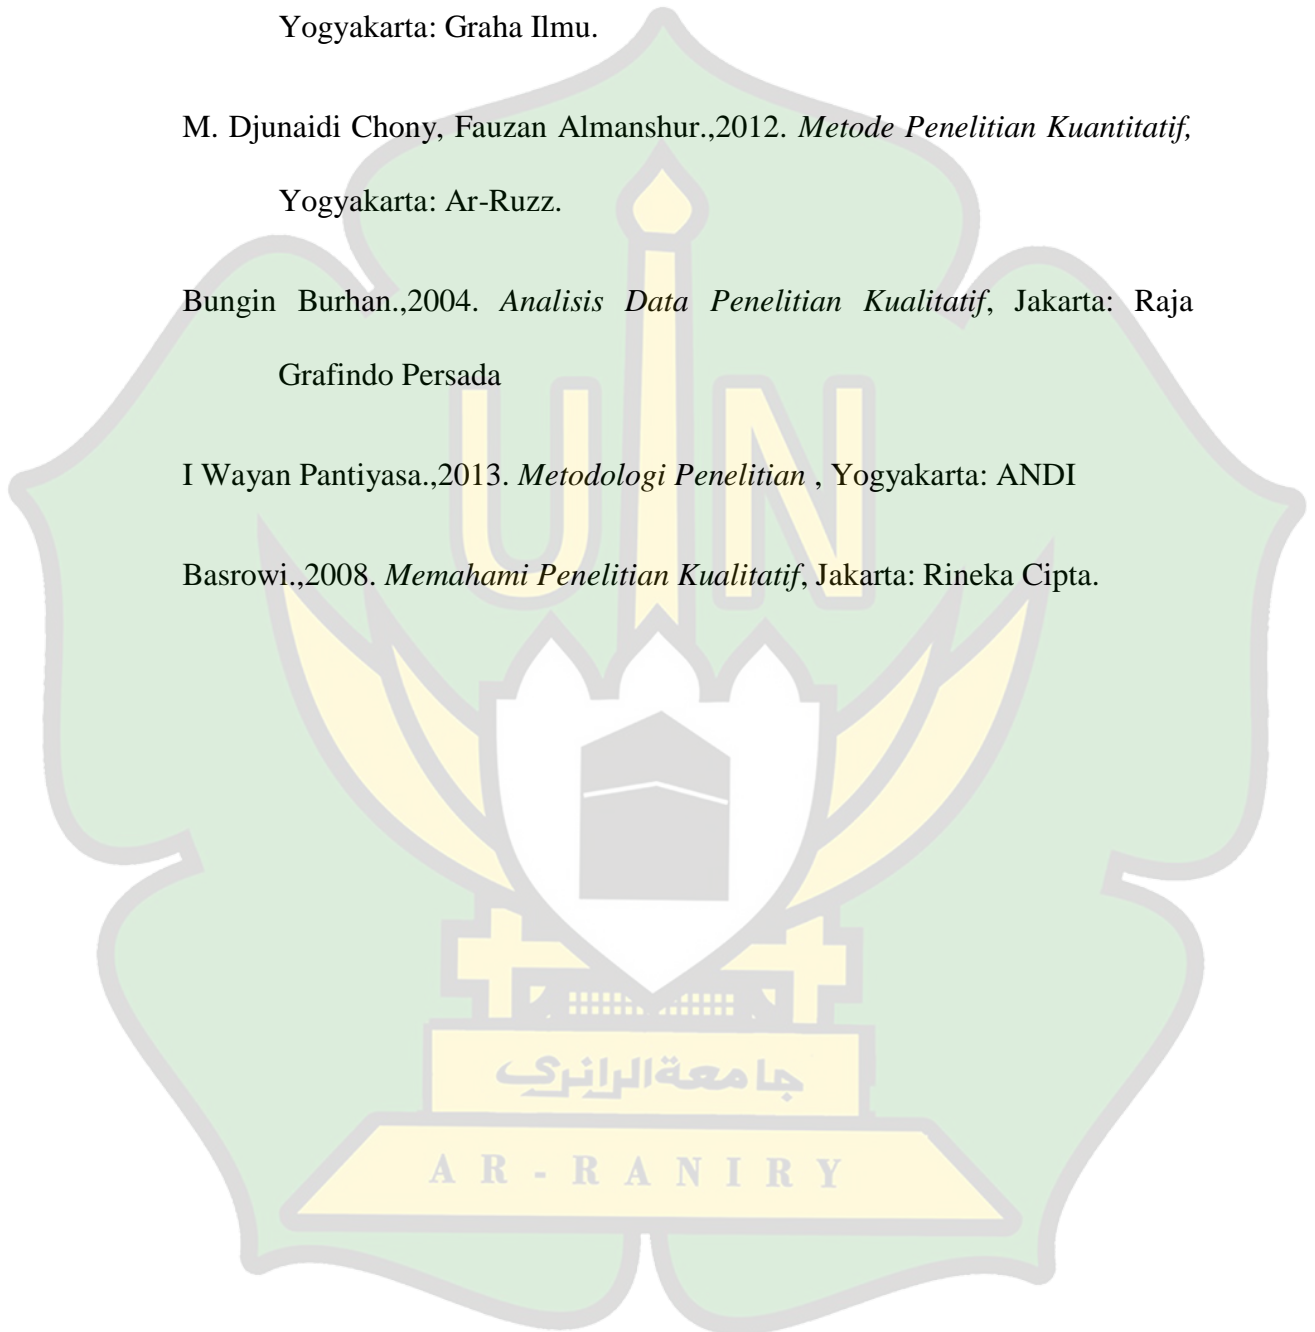 Yogyakarta: Graha Ilmu.
M. Djunaidi Chony, Fauzan Almanshur.,2012. Metode Penelitian Kuantitatif,
Yogyakarta: Ar-Ruzz.
Bungin Burhan.,2004. Analisis Data Penelitian Kualitatif, Jakarta: Raja
Grafindo Persada
I Wayan Pantiyasa.,2013. Metodologi Penelitian , Yogyakarta: ANDI
Basrowi.,2008. Memahami Penelitian Kualitatif, Jakarta: Rineka Cipta.
UIN
جامعة الرانري
AR-RANIRY